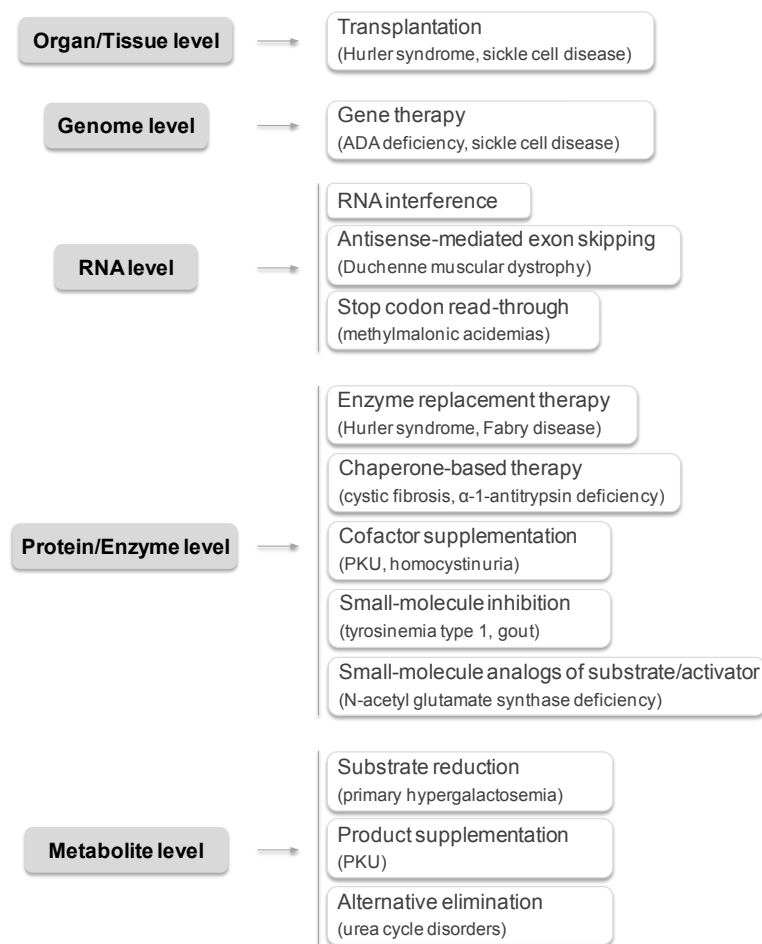 Organ/Tissue level
Transplantation
(Hurler syndrome, sickle cell disease)
Genome level
Gene therapy
(ADA deficiency, sickle cell disease)
RNA level
RNA interference
Antisense-mediated exon skipping
(Duchenne muscular dystrophy)
Stop codon read-through
(methylmalonic acidemias)
Protein/Enzyme level
Enzyme replacement therapy
(Hurler syndrome, Fabry disease)
Chaperone-based therapy
(cystic fibrosis, α-1-antitrypsin deficiency)
Cofactor supplementation
(PKU, homocystinuria)
Small-molecule inhibition
(tyrosinemia type 1, gout)
Small-molecule analogs of substrate/activator
(N-acetyl glutamate synthase deficiency)
Metabolite level
Substrate reduction
(primary hypergalactosemia)
Product supplementation
(PKU)
Alternative elimination
(urea cycle disorders)